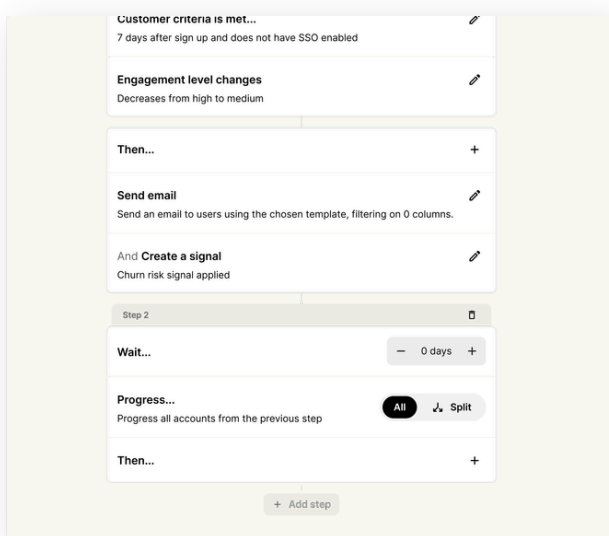 Customer criteria is met...
7 days after sign up and does not have SSO enabled
Engagement level changes
Decreases from high to medium
Then...
Send email
Send an email to users using the chosen template, filtering on 0 columns.
And Create a signal
Churn risk signal applied
Step 2
Wait...
0 days
Progress...
Progress all accounts from the previous step
All
Split
Then...
+ Add step